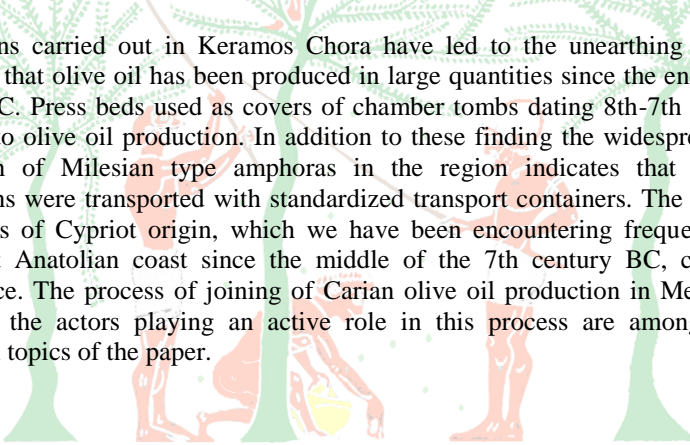 ns carried out in Keramos Chora have led to the unearthing
that olive oil has been produced in large quantities since the en
C. Press beds used as covers of chamber tombs dating 8th-7th
to olive oil production. In addition to these finding the widespre
n of Milesian type amphoras in the region indicates that
ns were transported with standardized transport containers. The
s of Cypriot origin, which we have been encountering freque
Anatolian coast since the middle of the 7th century BC, c
ce. The process of joining of Carian olive oil production in Me
the actors playing an active role in this process are among
topics of the paper.